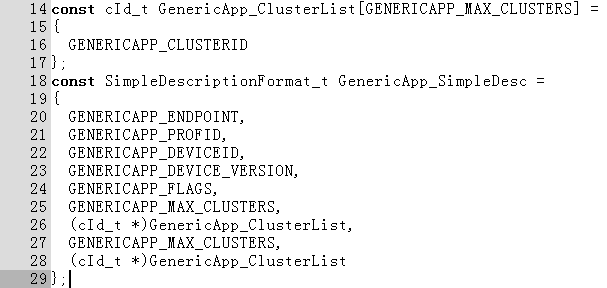 14 const cId_t GenericApp_ClusterList[GENERICAPP_MAX_CLUSTERS] =
15 {
16   GENERICAPP_CLUSTERID
17 };
18 const SimpleDescriptionFormat_t GenericApp_SimpleDesc =
19 {
20   GENERICAPP_ENDPOINT,
21   GENERICAPP_PROFID,
22   GENERICAPP_DEVICEID,
23   GENERICAPP_DEVICE_VERSION,
24   GENERICAPP_FLAGS,
25   GENERICAPP_MAX_CLUSTERS,
26   (cId_t *)GenericApp_ClusterList,
27   GENERICAPP_MAX_CLUSTERS,
28   (cId_t *)GenericApp_ClusterList
29 };